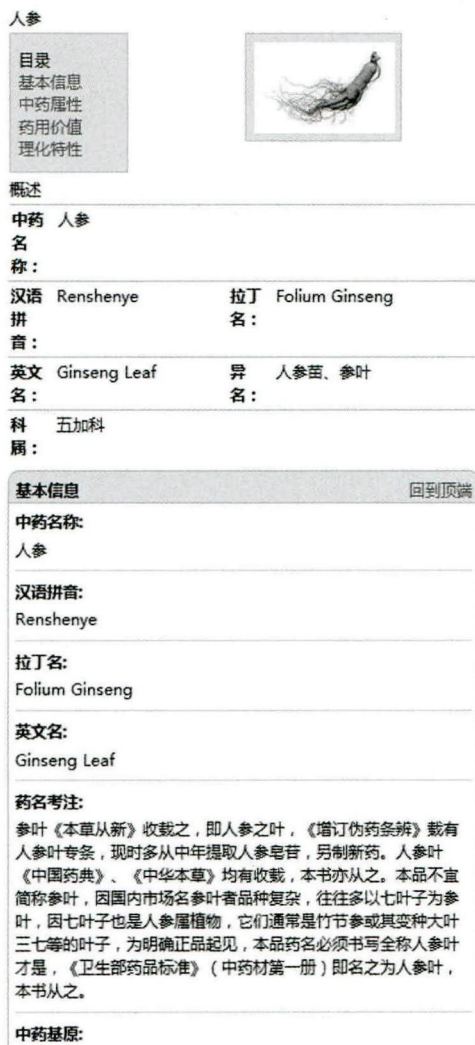 人参
目录
基本信息
中药属性
药用价值
理化特性
概述
中药名称： 人参
汉语拼音： Renshenye 拉丁名： Folium Ginseng
英文名： Ginseng Leaf 异名： 人参苗、参叶
科属： 五加科
基本信息 回到顶端
中药名称:
人参
汉语拼音:
Renshenye
拉丁名:
Folium Ginseng
英文名:
Ginseng Leaf
药名考注:
参叶《本草从新》收载之，即人参之叶，《增订伪药条辨》载有
人参叶专条，现时多从中年提取人参皂苷，另制新药。人参叶
《中国药典》、《中华本草》均有收载，本书亦从之。本品不宜
简称参叶，因国内市场名参叶者品种复杂，往往多以七叶子为参
叶，因七叶子也是人参属植物，它们通常是竹节参或其变种大叶
三七等的叶子，为明确正品起见，本品药名必须书写全称人参叶
才是，《卫生部药品标准》（中药材第一册）即名之为人参叶，
本书从之。
中药基原: